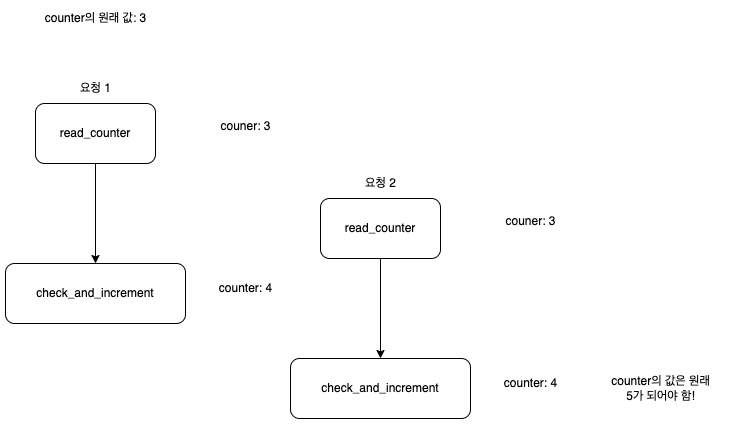 counter의 원래 값: 3
요청 1
read_counter
couner: 3
요청 2
read_counter
couner: 3
check_and_increment
counter: 4
check_and_increment
counter: 4
counter의 값은 원래
5가 되어야 함!